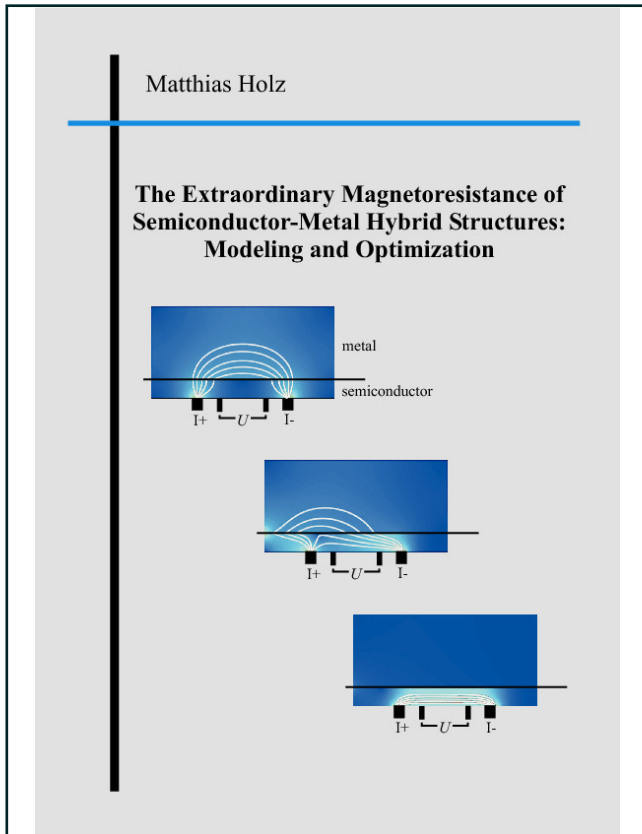 Matthias Holz
The Extraordinary Magnetoresistance of
Semiconductor-Metal Hybrid Structures:
Modeling and Optimization
metal
semiconductor
I+ U I-
I+ U I-
I+ U I-